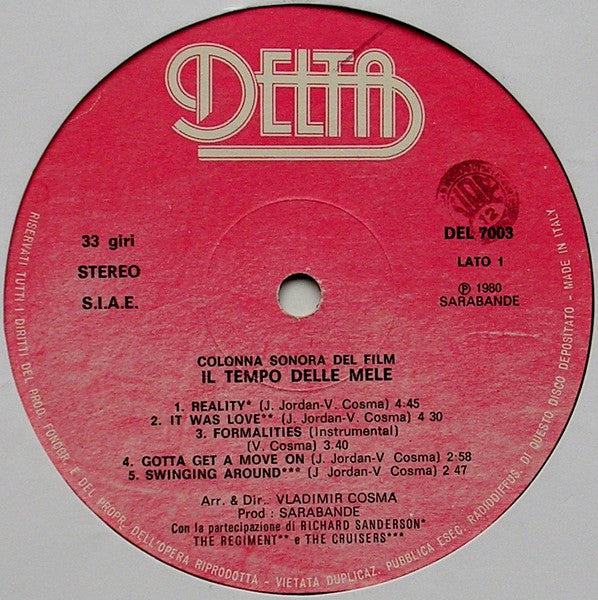 DELTA
33 giri
STEREO
S.I.A.E.
DEL 7003
LATO 1
℗ 1980
SARABANDE
COLONNA SONORA DEL FILM
IL TEMPO DELLE MELE
1. REALITY* (J. Jordan-V. Cosma) 4:45
2. IT WAS LOVE** (J. Jordan-V. Cosma) 4 30
3. FORMALITIES (Instrumental)
(V. Cosma) 3:40
4. GOTTA GET A MOVE ON (J. Jordan-V Cosma) 2:58
5. SWINGING AROUND*** (J Jordan-V Cosma) 2 47
Arr. & Dir.. VLADIMIR COSMA
Prod : SARABANDE
Con la partecipazione di RICHARD SANDERSON*
THE REGIMENT** e THE CRUISERS***
RISERVATI TUTTI I DIRITTI DEL PROD. FONOGR. E DEL PROPR. DELL'OPERA RIPRODOTTA - VIETATA DUPLICAZ. PUBBLICA ESEC. RADIODIFFUS. DI QUESTO DISCO DEPOSITATO - MADE IN ITALY